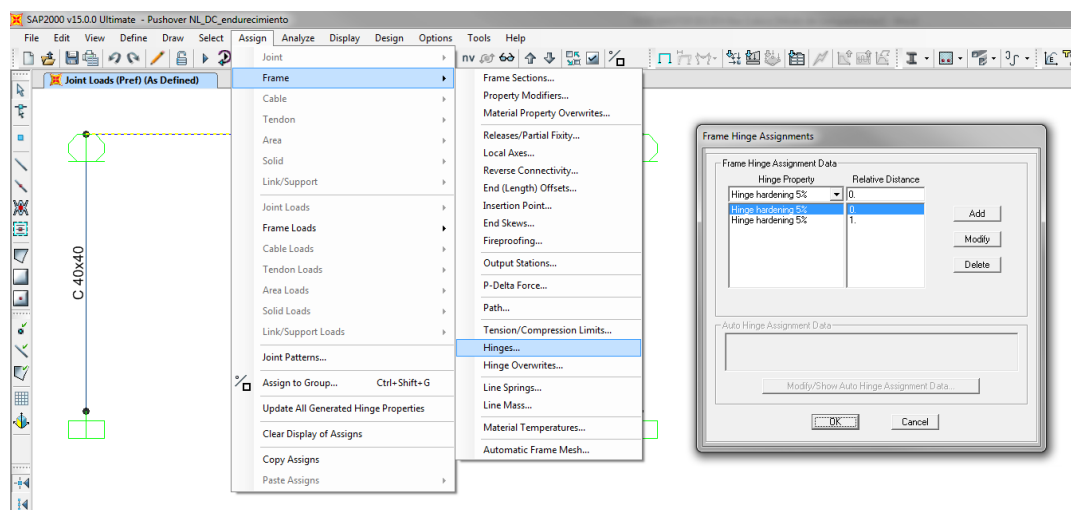 SAP2000 v15.0.0 Ultimate - Pushover NL_DC_endurecimiento
File Edit View Define Draw Select Assign Analyze Display Design Options Tools Help
nv
Joint Loads (Pref) (As Defined)
C 40x40
Joint
Frame
Cable
Tendon
Area
Solid
Link/Support
Joint Loads
Frame Loads
Cable Loads
Tendon Loads
Area Loads
Solid Loads
Link/Support Loads
Joint Patterns...
Assign to Group... Ctrl+Shift+G
Update All Generated Hinge Properties
Clear Display of Assigns
Copy Assigns
Paste Assigns
Frame Sections...
Property Modifiers...
Material Property Overwrites...
Releases/Partial Fixity...
Local Axes...
Reverse Connectivity...
End (Length) Offsets...
Insertion Point...
End Skews...
Fireproofing...
Output Stations...
P-Delta Force...
Path...
Tension/Compression Limits...
Hinges...
Hinge Overwrites...
Line Springs...
Line Mass...
Material Temperatures...
Automatic Frame Mesh...
Frame Hinge Assignments
Frame Hinge Assignment Data
Hinge Property Relative Distance
Hinge hardening 5% 0.
Hinge hardening 5% 0.
Hinge hardening 5% 1.
Add
Modify
Delete
Auto Hinge Assignment Data
Modify/Show Auto Hinge Assignment Data...
OK Cancel